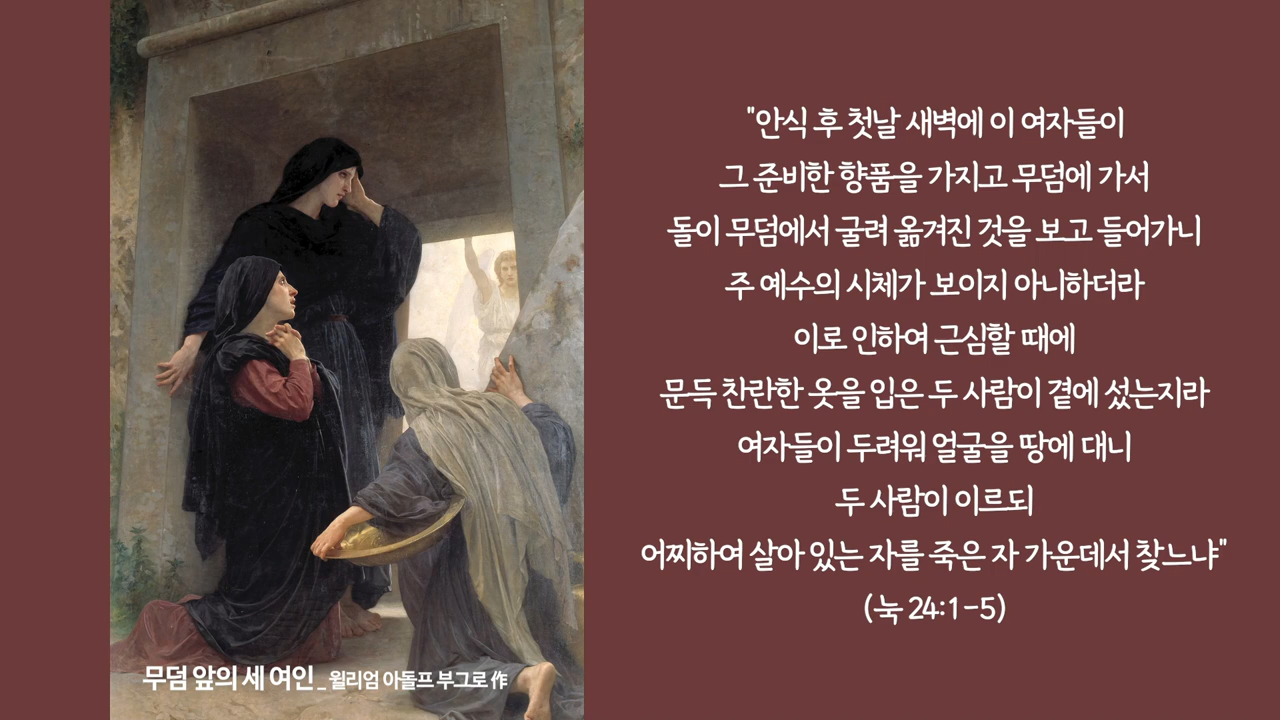 "안식 후 첫날 새벽에 이 여자들이
그 준비한 향품을 가지고 무덤에 가서
돌이 무덤에서 굴려 옮겨진 것을 보고 들어가니
주 예수의 시체가 보이지 아니하더라
이로 인하여 근심할 때에
문득 찬란한 옷을 입은 두 사람이 곁에 섰는지라
여자들이 두려워 얼굴을 땅에 대니
두 사람이 이르되
어찌하여 살아 있는 자를 죽은 자 가운데서 찾느냐"
(눅 24:1-5)
무덤 앞의 세 여인_ 윌리엄 아돌프 부그로 作